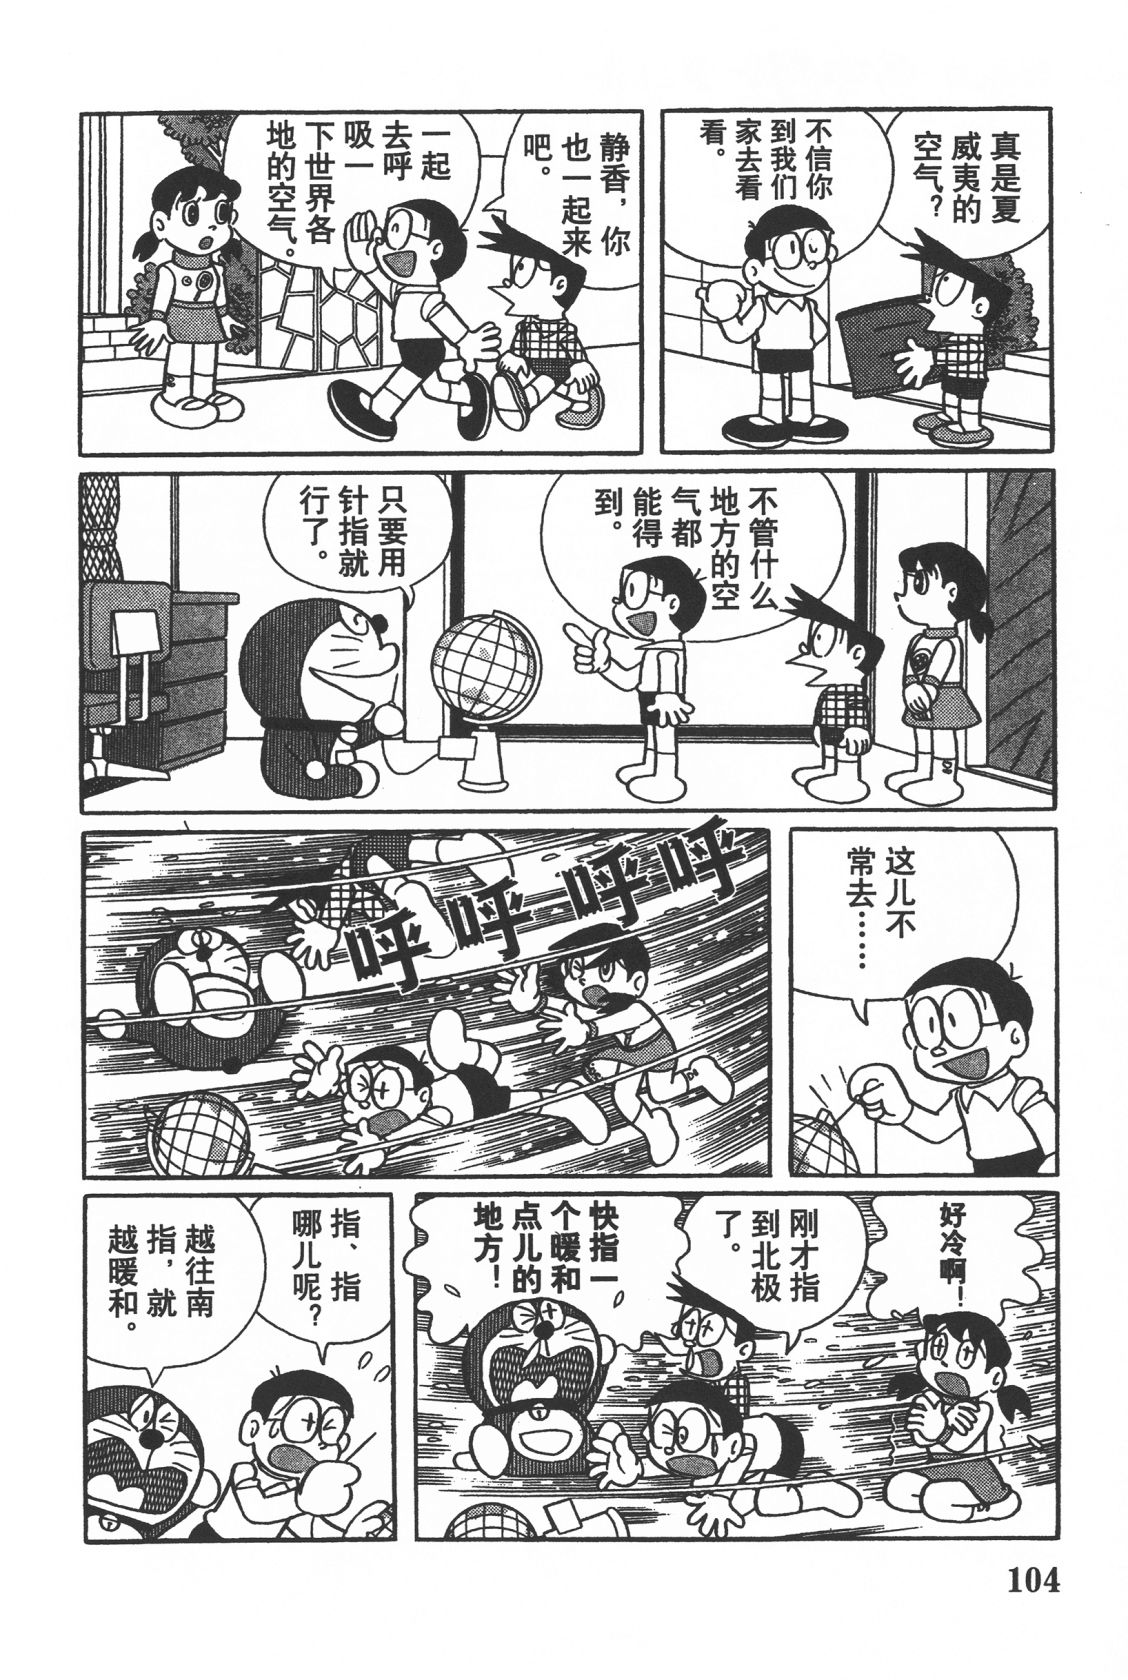 真是夏
威夷的
空气?
不信你
到我们
家去看
看。
静香,你
也一起来
吧。
一起
去呼
吸一
下世界各
地的空气。
不管什么
地方的空
气都
能得
到。
只要用
针指就
行了。
这儿不
常去……
呼呼呼呼
好冷啊!
刚才指
到北极
了。
快指一
个暖和
点儿的
地方!
指、指
哪儿呢?
越往南
指,就
越暖和。
104